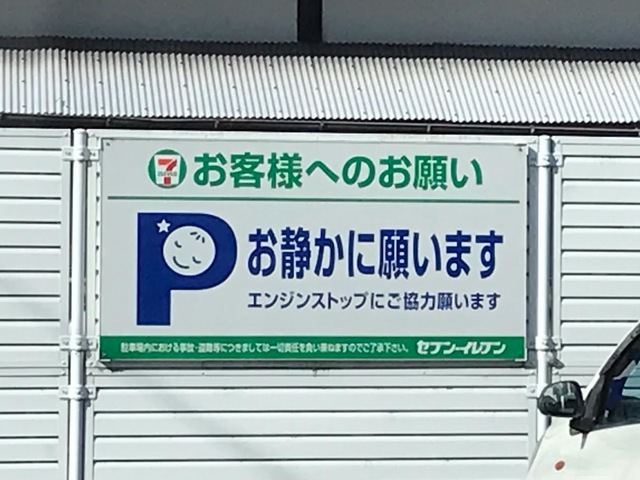 お客様へのお願い
P お静かに願います
エンジンストップにご協力願います
駐車場内における事故・盗難等につきましては一切責任を負い兼ねますのでご了承下さい。 セブン-イレブン